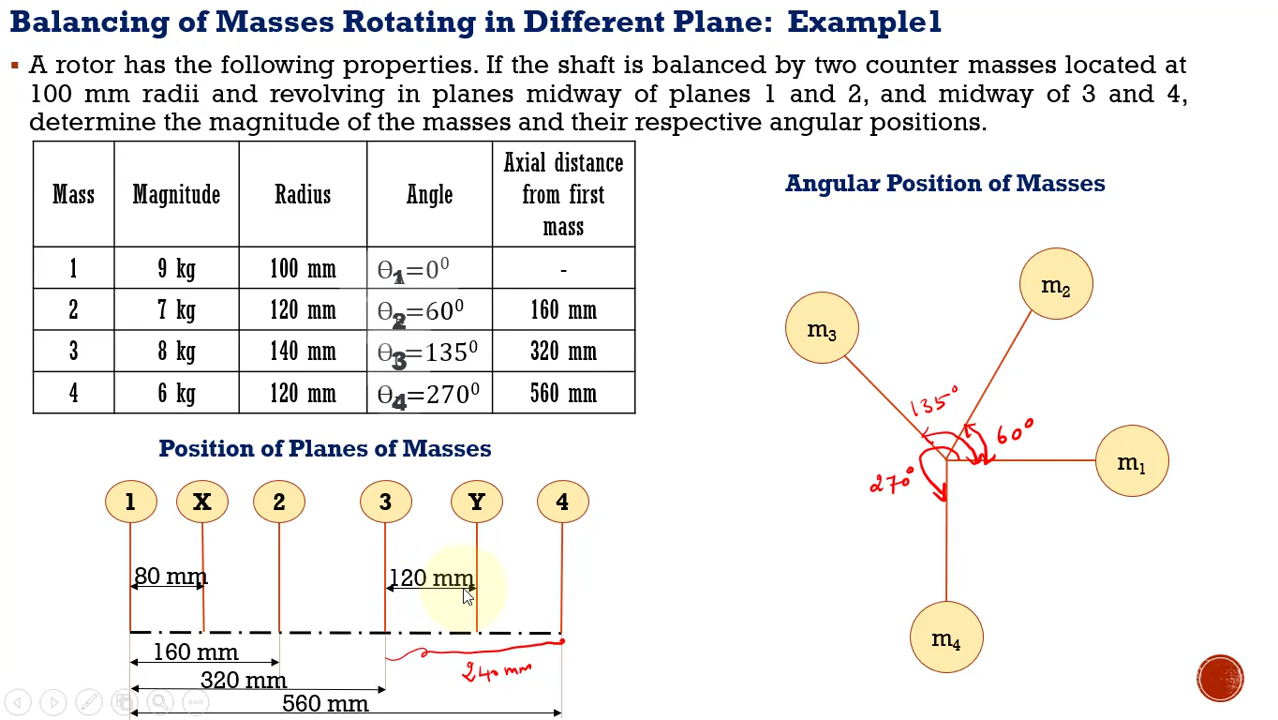 Balancing of Masses Rotating in Different Plane: Example1
▪ A rotor has the following properties. If the shaft is balanced by two counter masses located at
100 mm radii and revolving in planes midway of planes 1 and 2, and midway of 3 and 4,
determine the magnitude of the masses and their respective angular positions.
Mass Magnitude Radius Angle Axial distance from first mass
1 9 kg 100 mm Θ1=0⁰ -
2 7 kg 120 mm Θ2=60⁰ 160 mm
3 8 kg 140 mm Θ3=135⁰ 320 mm
4 6 kg 120 mm Θ4=270⁰ 560 mm
Position of Planes of Masses
1 X 2 3 Y 4
80 mm 120 mm
160 mm
240 mm
320 mm
560 mm
Angular Position of Masses
m2
m3
135°
60°
m1
270°
m4